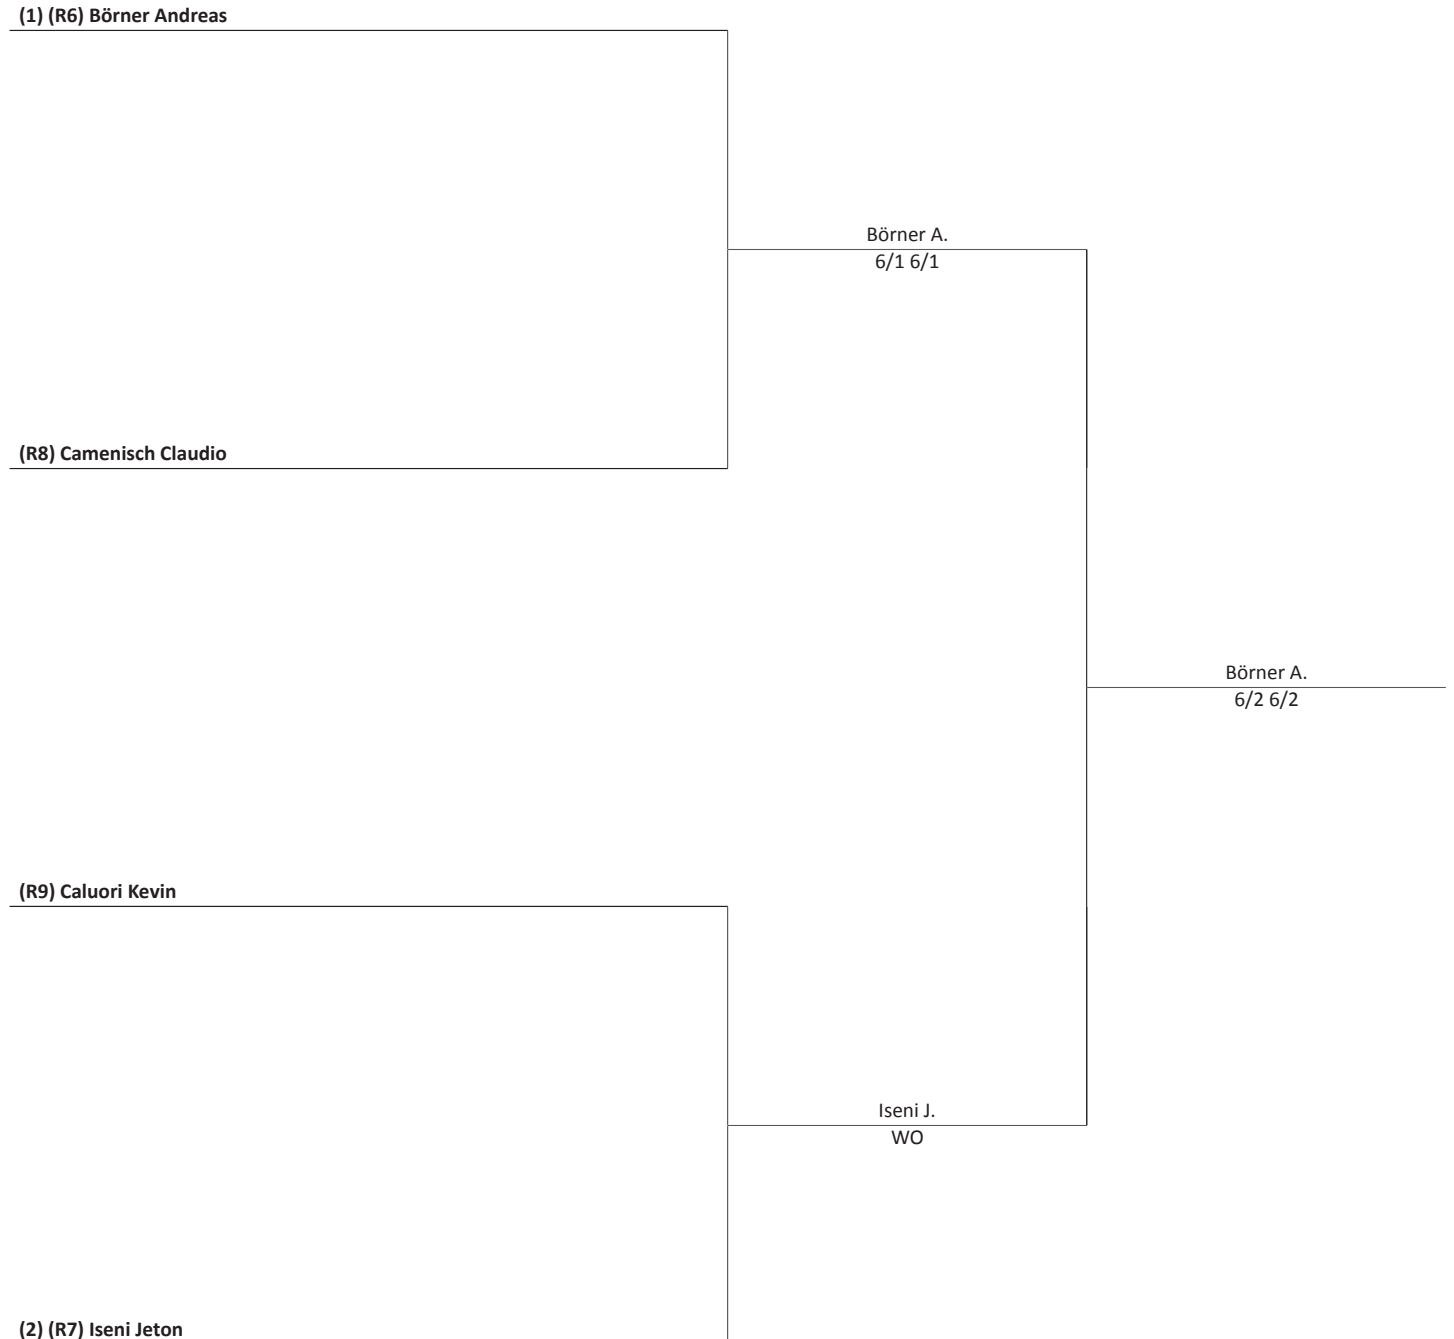 (1) (R6) Börner Andreas
Börner A.
6/1 6/1
(R8) Camenisch Claudio
Börner A.
6/2 6/2
(R9) Caluori Kevin
Iseni J.
WO
(2) (R7) Iseni Jeton